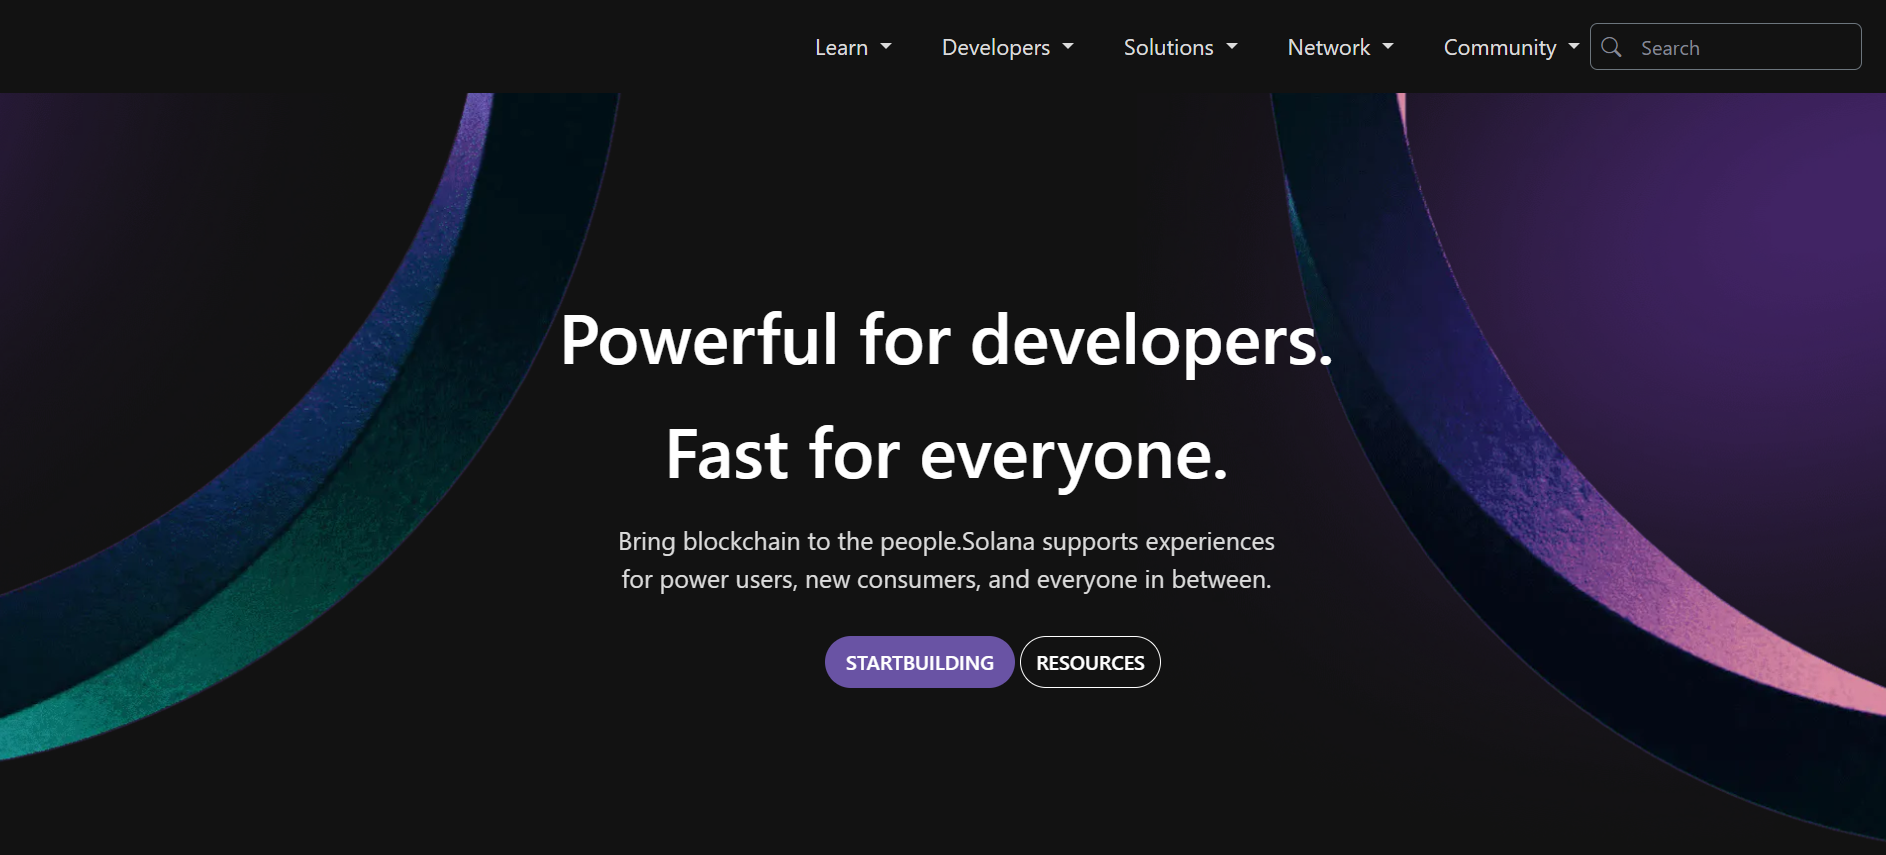 Learn Developers Solutions Network Community Search
Powerful for developers.
Fast for everyone.
Bring blockchain to the people.Solana supports experiences
for power users, new consumers, and everyone in between.
STARTBUILDING RESOURCES